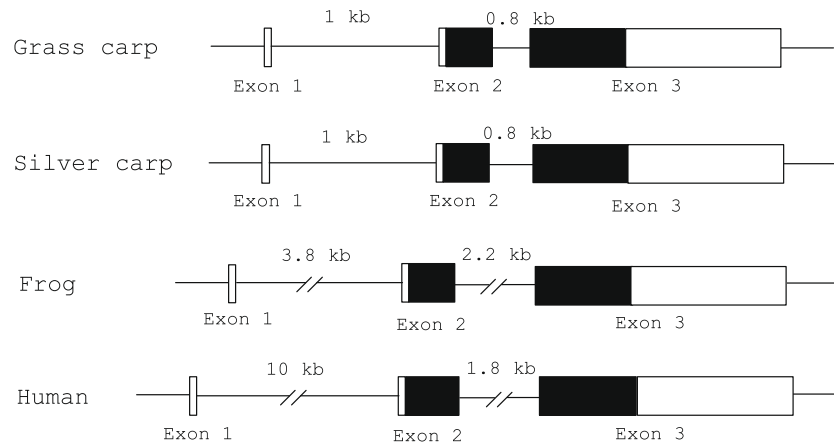 1 kb 0.8 kb
Grass carp
Exon 1 Exon 2 Exon 3
1 kb 0.8 kb
Silver carp
Exon 1 Exon 2 Exon 3
3.8 kb 2.2 kb
Frog
Exon 1 Exon 2 Exon 3
10 kb 1.8 kb
Human
Exon 1 Exon 2 Exon 3